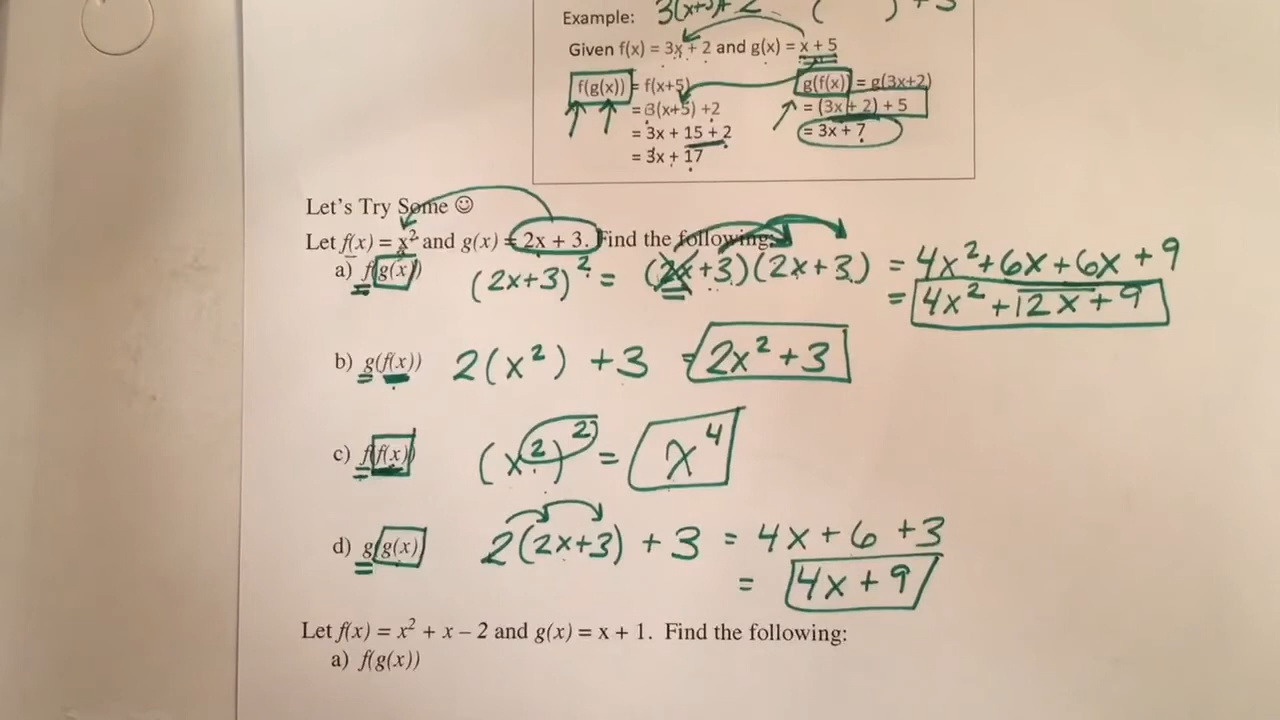 Example: 3(x+5)+2 ( ) +5
Given f(x) = 3x + 2 and g(x) = x + 5
f(g(x)) = f(x+5) g(f(x)) = g(3x+2)
= 3(x+5) +2 = (3x + 2) + 5
= 3x + 15 + 2 = 3x + 7
= 3x + 17
Let's Try Some ☺
Let f(x) = x² and g(x) = 2x + 3. Find the following:
a) f(g(x)) (2x+3)² = (2x+3)(2x+3) = 4x²+6x+6x+9
= 4x²+12x+9
b) g(f(x)) 2(x²) +3 = 2x²+3
c) f(f(x)) (x²)² = x⁴
d) g(g(x)) 2(2x+3) + 3 = 4x+6+3
= 4x+9
Let f(x) = x² + x – 2 and g(x) = x + 1. Find the following:
a) f(g(x))